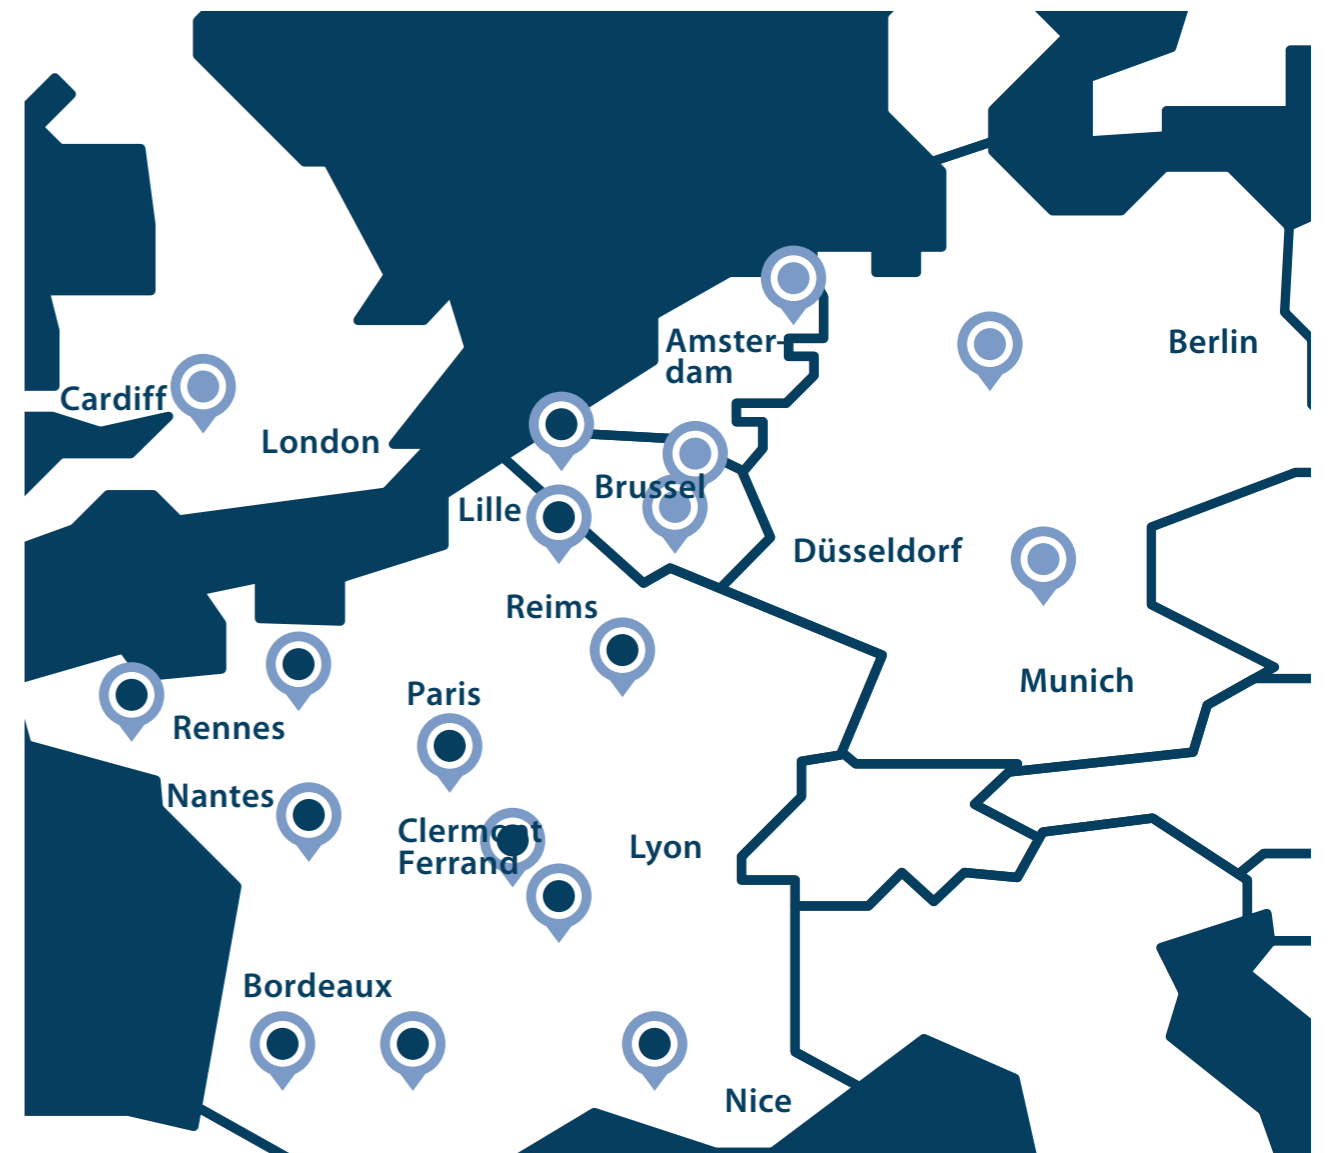 Amster-
dam
Berlin
Cardiff
London
Brussel
Lille
Düsseldorf
Reims
Munich
Paris
Rennes
Nantes
Clermont
Ferrand
Lyon
Bordeaux
Nice